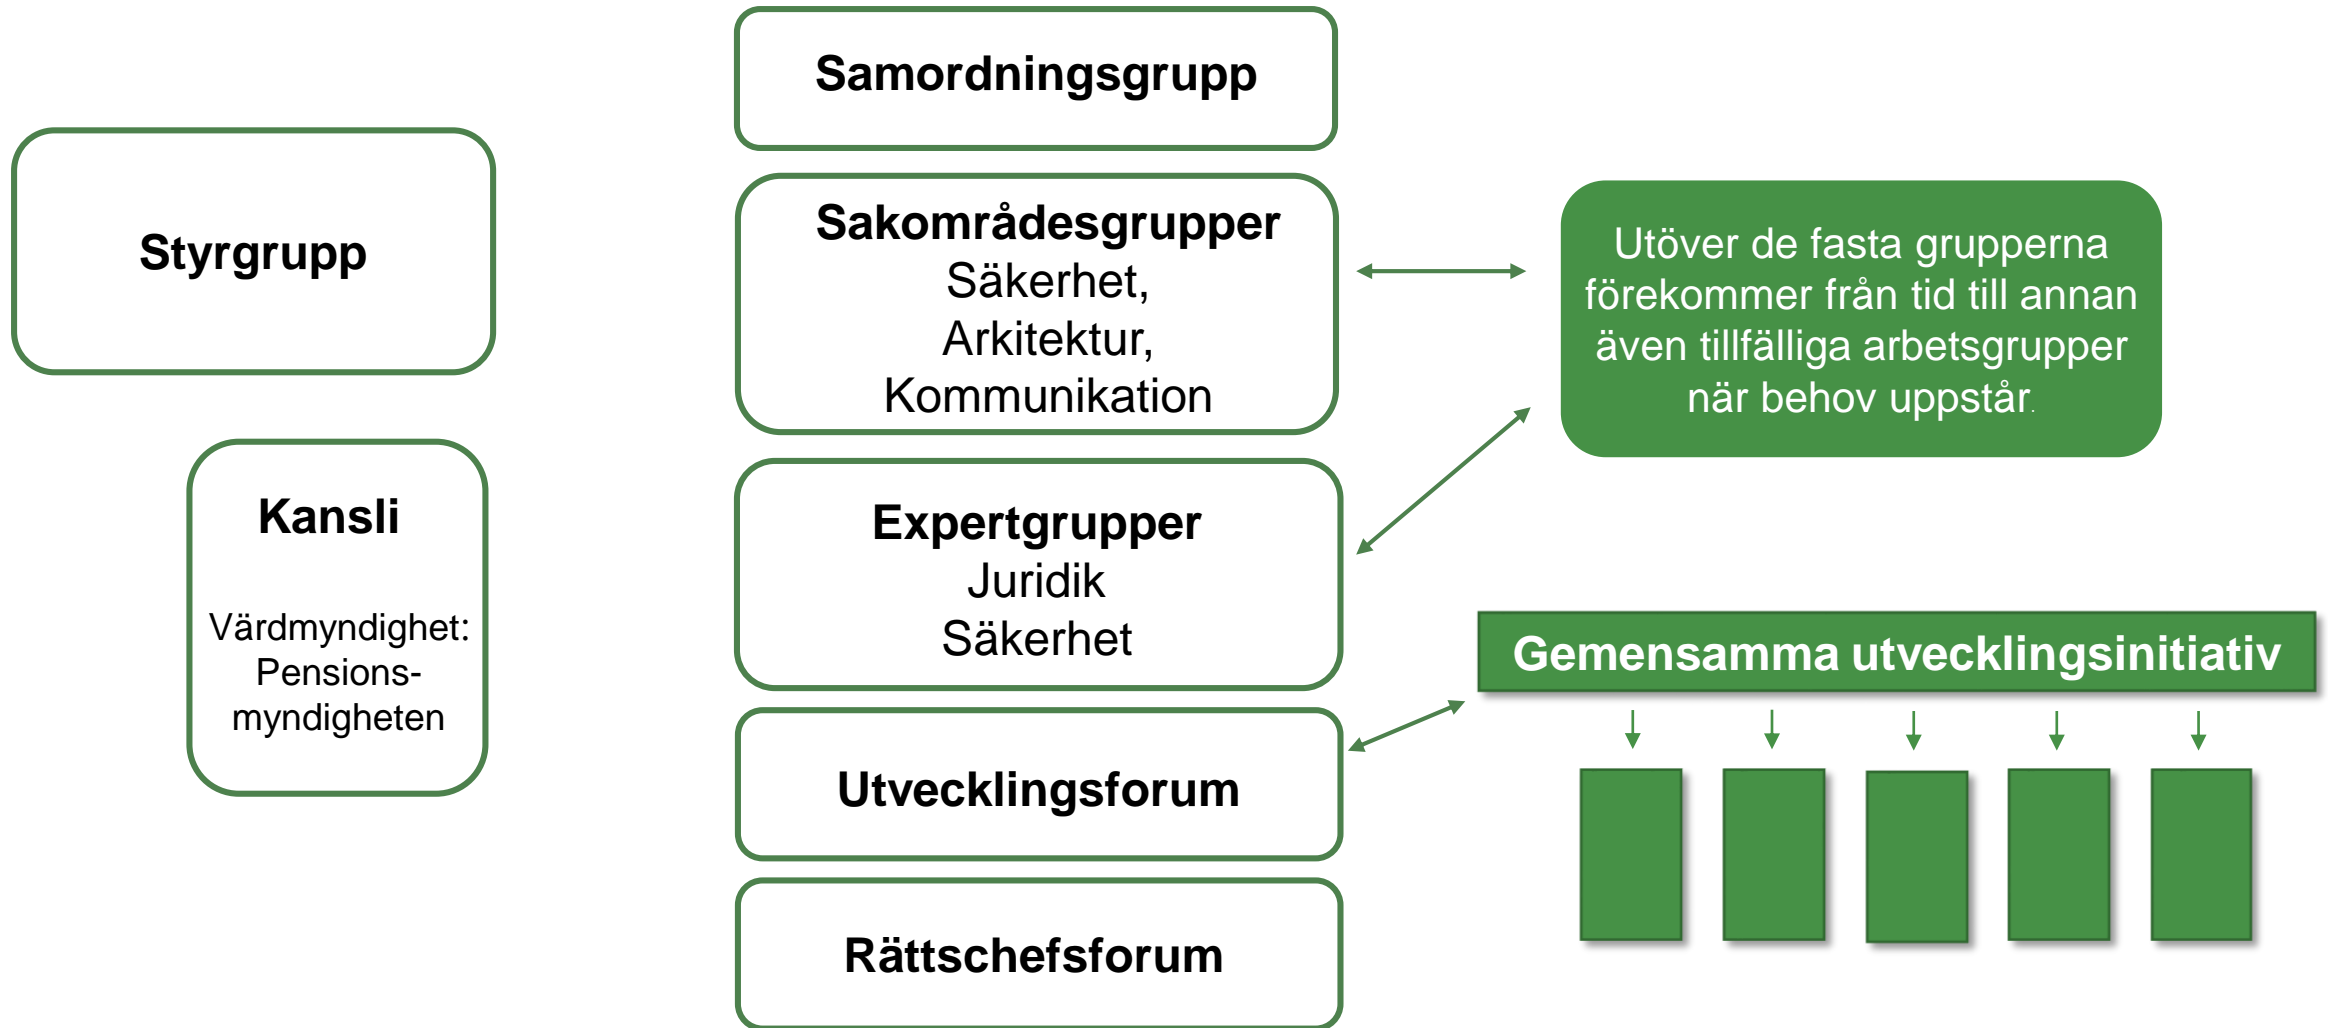 Styrgrupp
Kansli
Värdmyndighet:
Pensions-
myndigheten
Samordningsgrupp
Sakområdesgrupper
Säkerhet,
Arkitektur,
Kommunikation
Expertgrupper
Juridik
Säkerhet
Utvecklingsforum
Rättschefsforum
Utöver de fasta grupperna
förekommer från tid till annan
även tillfälliga arbetsgrupper
när behov uppstår.
Gemensamma utvecklingsinitiativ